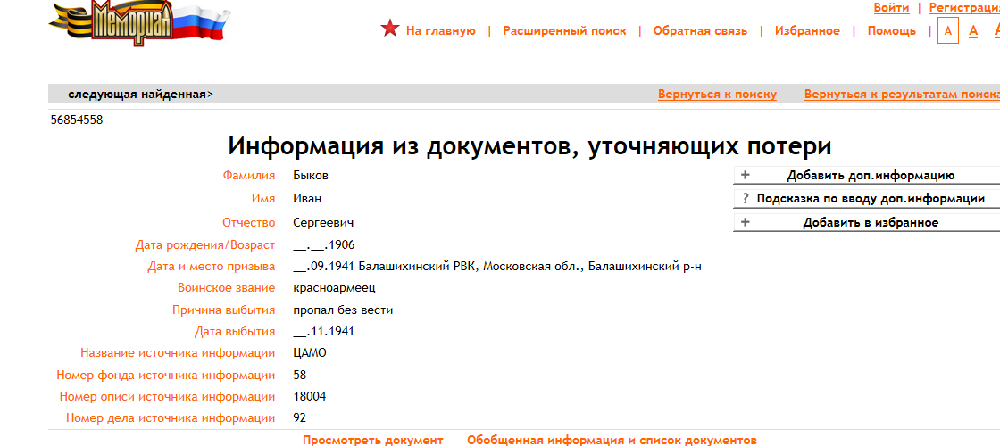 Мемориал
Войти | Регистрация
На главную | Расширенный поиск | Обратная связь | Избранное | Помощь | А А А
следующая найденная> Вернуться к поиску Вернуться к результатам поиска
56854558
Информация из документов, уточняющих потери
Фамилия Быков
+ Добавить доп.информацию
Имя Иван
? Подсказка по вводу доп.информации
Отчество Сергеевич
+ Добавить в избранное
Дата рождения/Возраст __.__.1906
Дата и место призыва __.09.1941 Балашихинский РВК, Московская обл., Балашихинский р-н
Воинское звание красноармеец
Причина выбытия пропал без вести
Дата выбытия __.11.1941
Название источника информации ЦАМО
Номер фонда источника информации 58
Номер описи источника информации 18004
Номер дела источника информации 92
Просмотреть документ Обобщенная информация и список документов